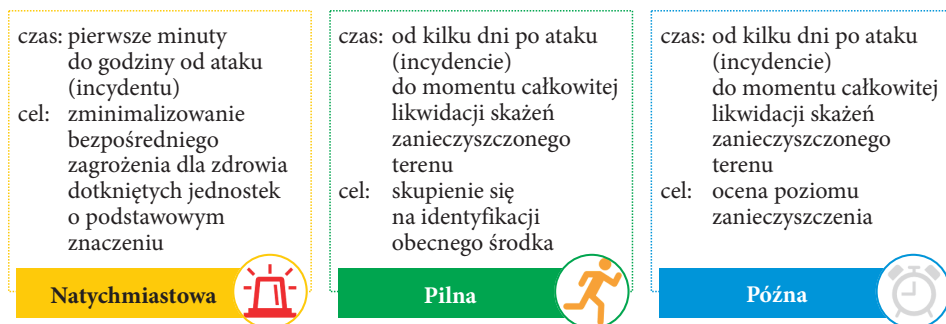 czas: pierwsze minuty
do godziny od ataku
(incydentu)
cel: zminimalizowanie
bezpośredniego
zagrożenia dla zdrowia
dotkniętych jednostek
o podstawowym
znaczeniu
Natychmiastowa
czas: od kilku dni po ataku
(incydencie)
do momentu całkowitej
likwidacji skażeń
zanieczyszczonego
terenu
cel: skupienie się
na identyfikacji
obecnego środka
Pilna
czas: od kilku dni po ataku
(incydencie)
do momentu całkowitej
likwidacji skażeń
zanieczyszczonego
terenu
cel: ocena poziomu
zanieczyszczenia
Późna